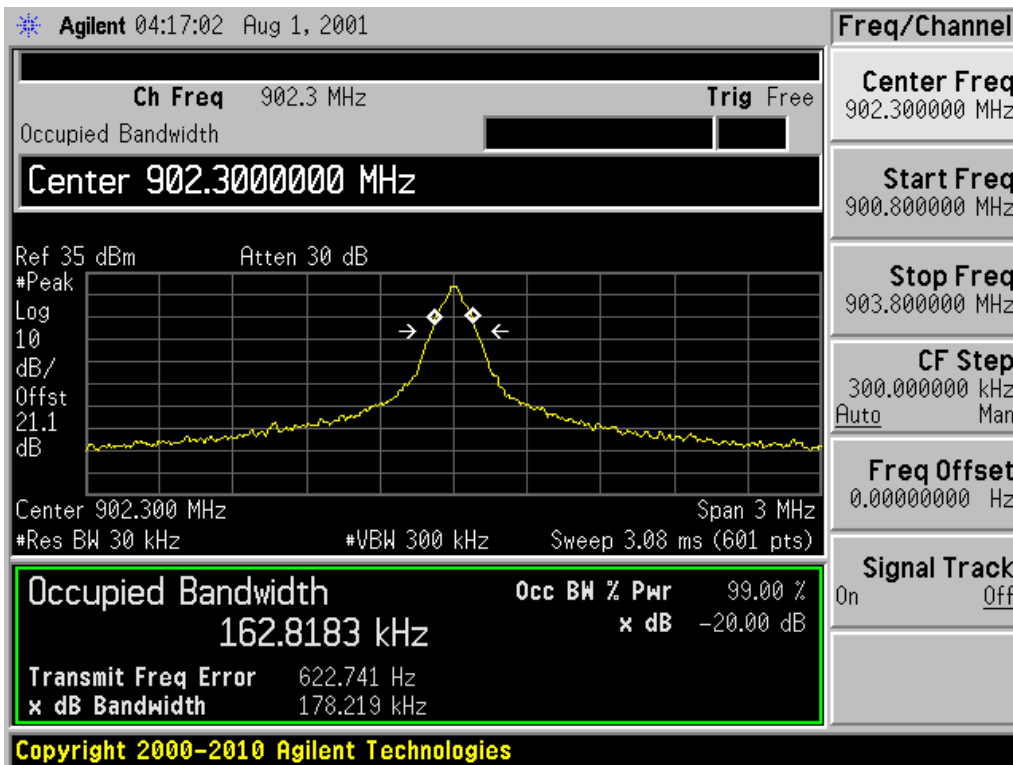 Agilent 04:17:02 Aug 1, 2001
Ch Freq 902.3 MHz Trig Free
Occupied Bandwidth
Center 902.3000000 MHz
Ref 35 dBm Atten 30 dB
#Peak
Log
10
dB/
Offst
21.1
dB
Center 902.300 MHz Span 3 MHz
#Res BW 30 kHz #VBW 300 kHz Sweep 3.08 ms (601 pts)
Occupied Bandwidth Occ BW % Pwr 99.00 %
162.8183 kHz x dB -20.00 dB
Transmit Freq Error 622.741 Hz
x dB Bandwidth 178.219 kHz
Copyright 2000-2010 Agilent Technologies
Freq/Channel
Center Freq
902.300000 MHz
Start Freq
900.800000 MHz
Stop Freq
903.800000 MHz
CF Step
300.000000 kHz
Auto Man
Freq Offset
0.00000000 Hz
Signal Track
On Off